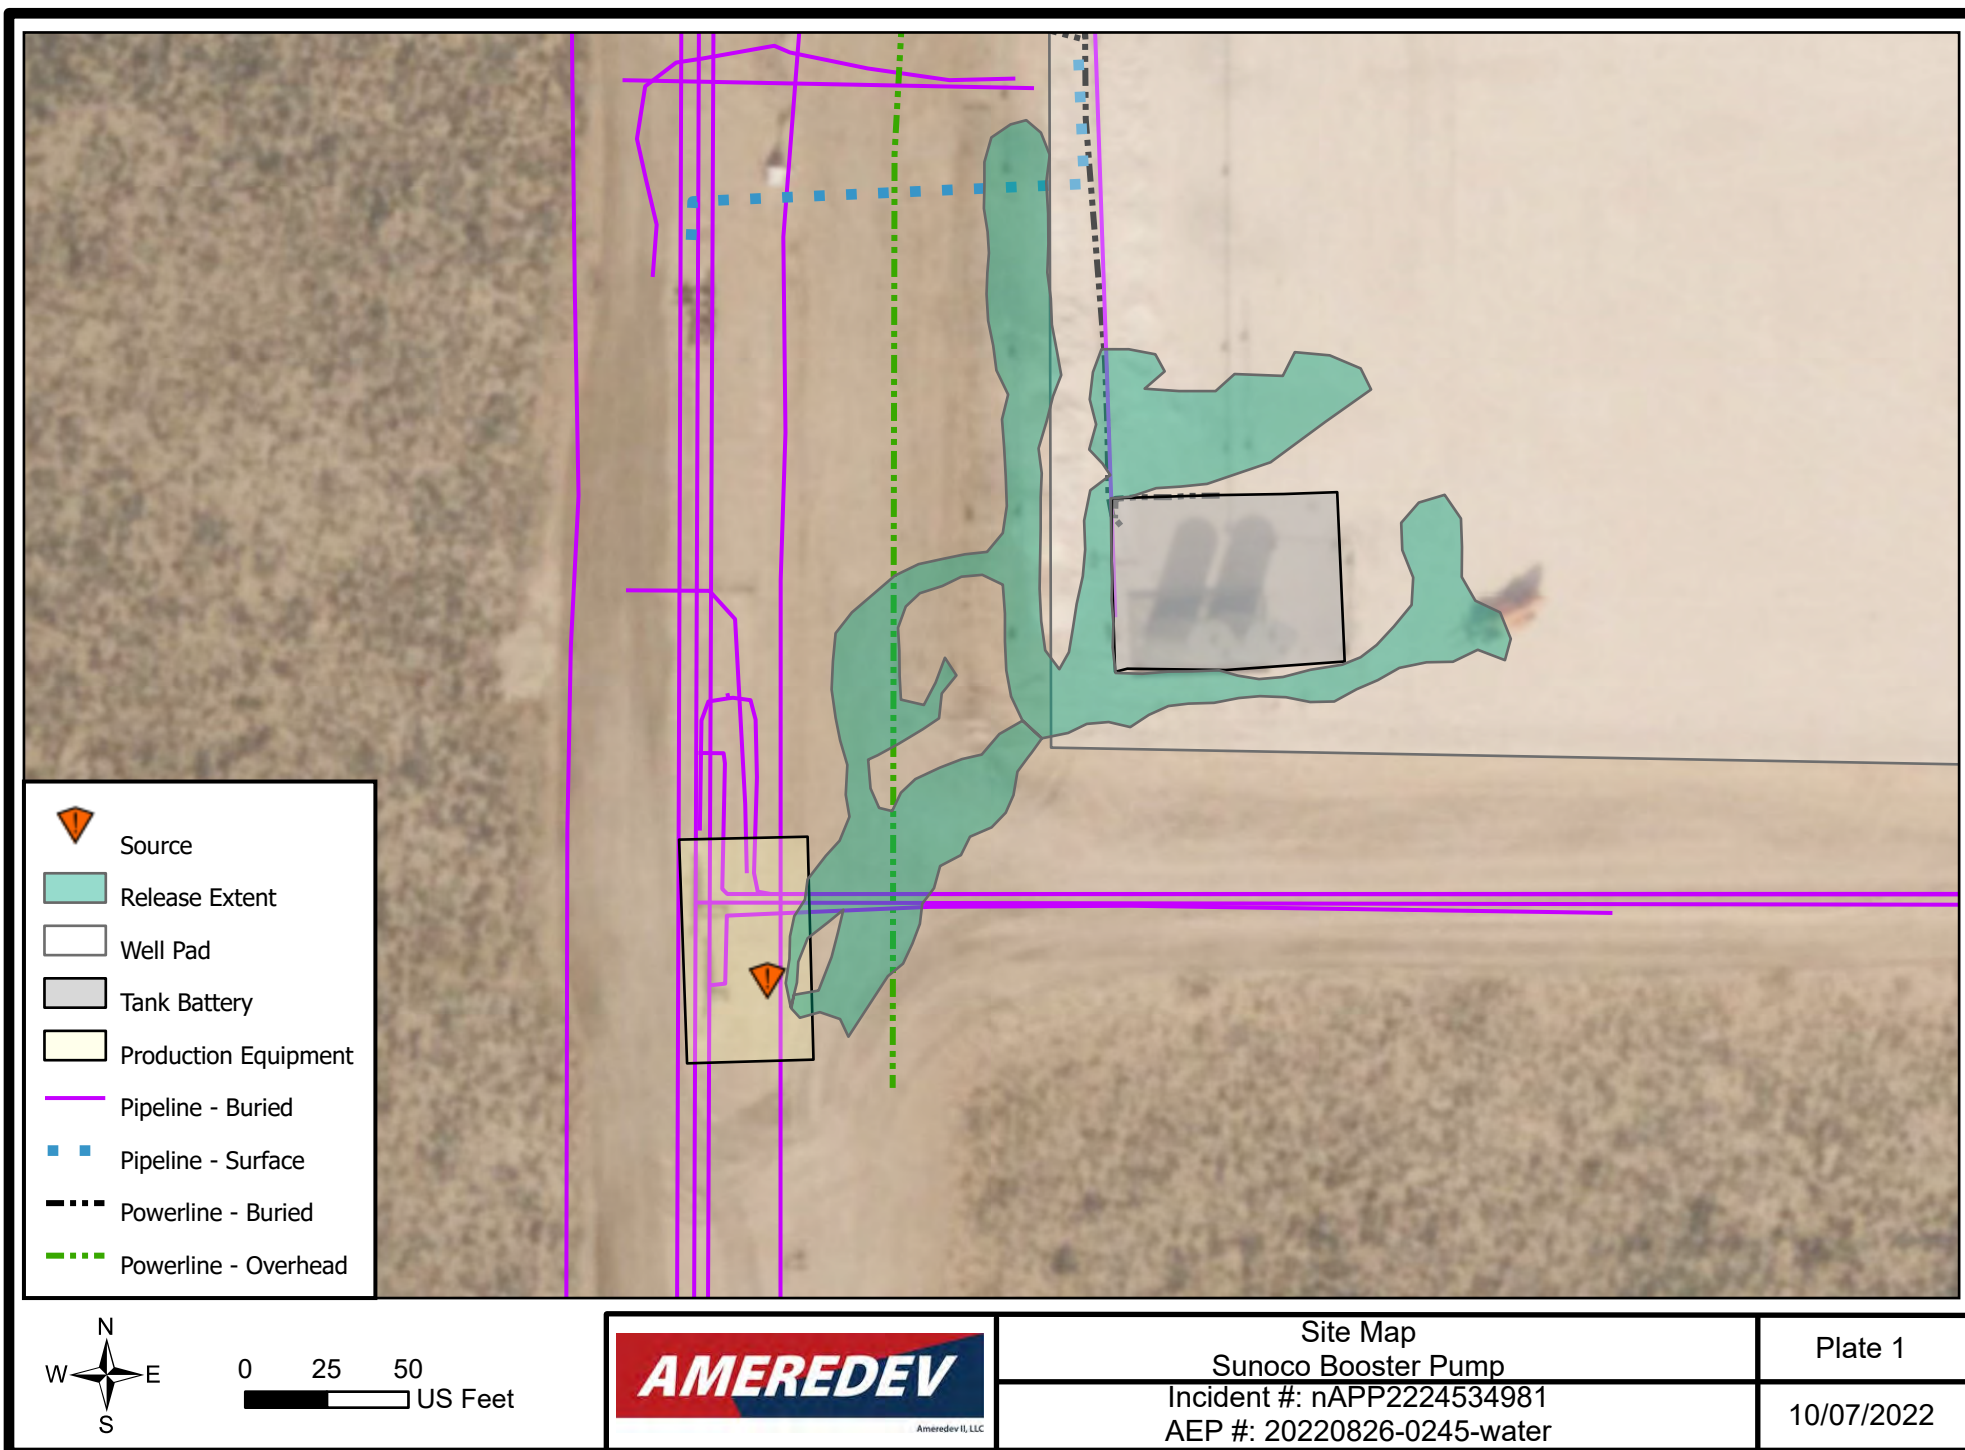 Source
Release Extent
Well Pad
Tank Battery
Production Equipment
Pipeline - Buried
Pipeline - Surface
Powerline - Buried
Powerline - Overhead
N
W E
S
0 25 50
US Feet
AMEREDEV
Ameredev II, LLC
Site Map
Sunoco Booster Pump
Incident #: nAPP2224534981
AEP #: 20220826-0245-water
Plate 1
10/07/2022